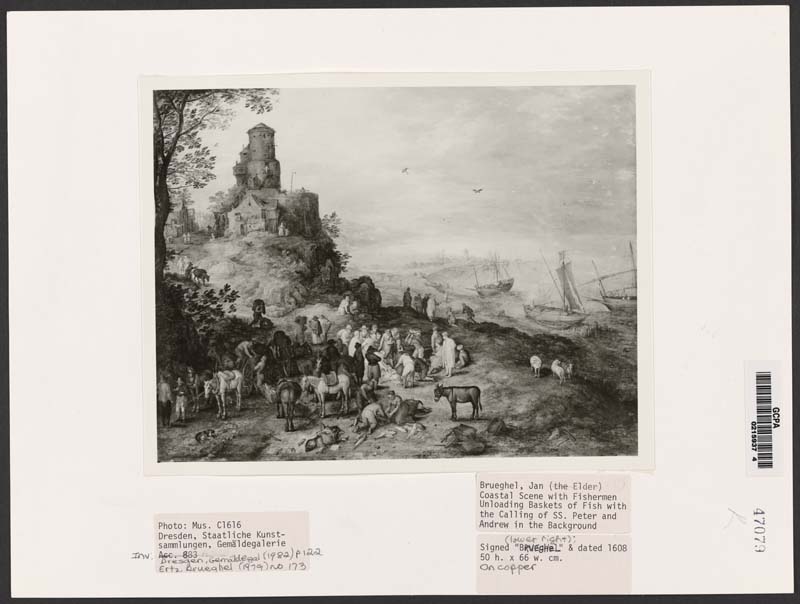 GCPA
0215937 4
47079
Photo: Mus. C1616
Dresden, Staatliche Kunst-
sammlungen, Gemäldegalerie
Inv. Acc. 883
Dresden, Gemäldegal (1982) p122
Ertz Brueghel (1979) no 173
Brueghel, Jan (the Elder)
Coastal Scene with Fishermen
Unloading Baskets of Fish with
the Calling of SS. Peter and
Andrew in the Background
(lower right):
Signed "BRVEGHEL" & dated 1608
50 h. x 66 w. cm.
On copper